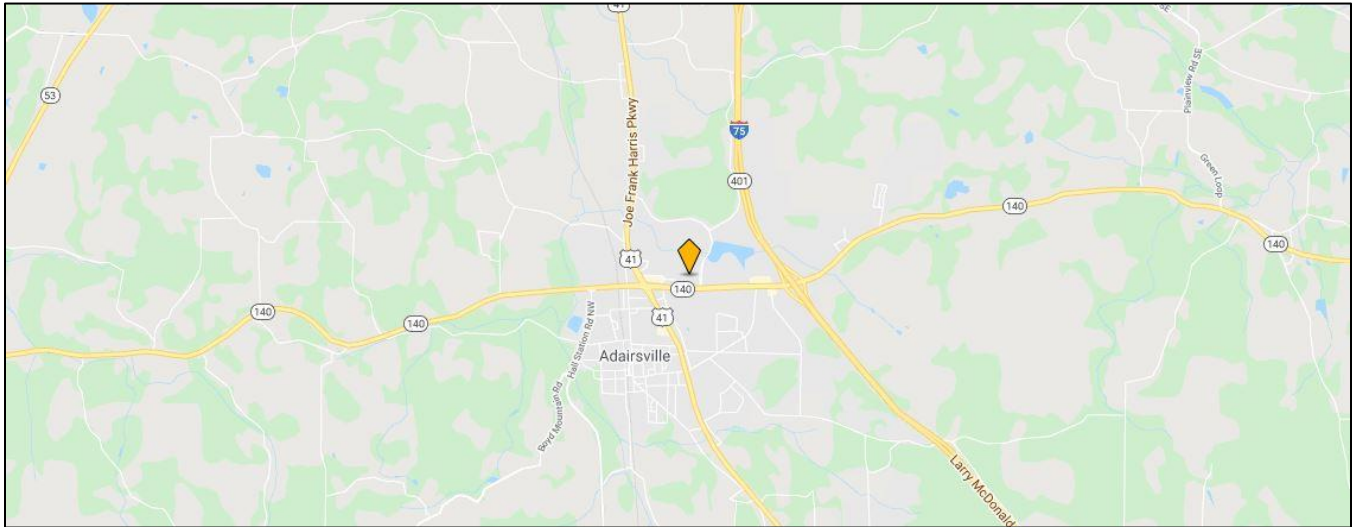 41
SE
53
Joe Frank Harris Pkwy
75
Plainview Rd SE
401
Green Loop
140
140
41
140
140
140
41
Hall Station Rd NW
Adairsville
Boyd Mountain Rd
Larry McDonald